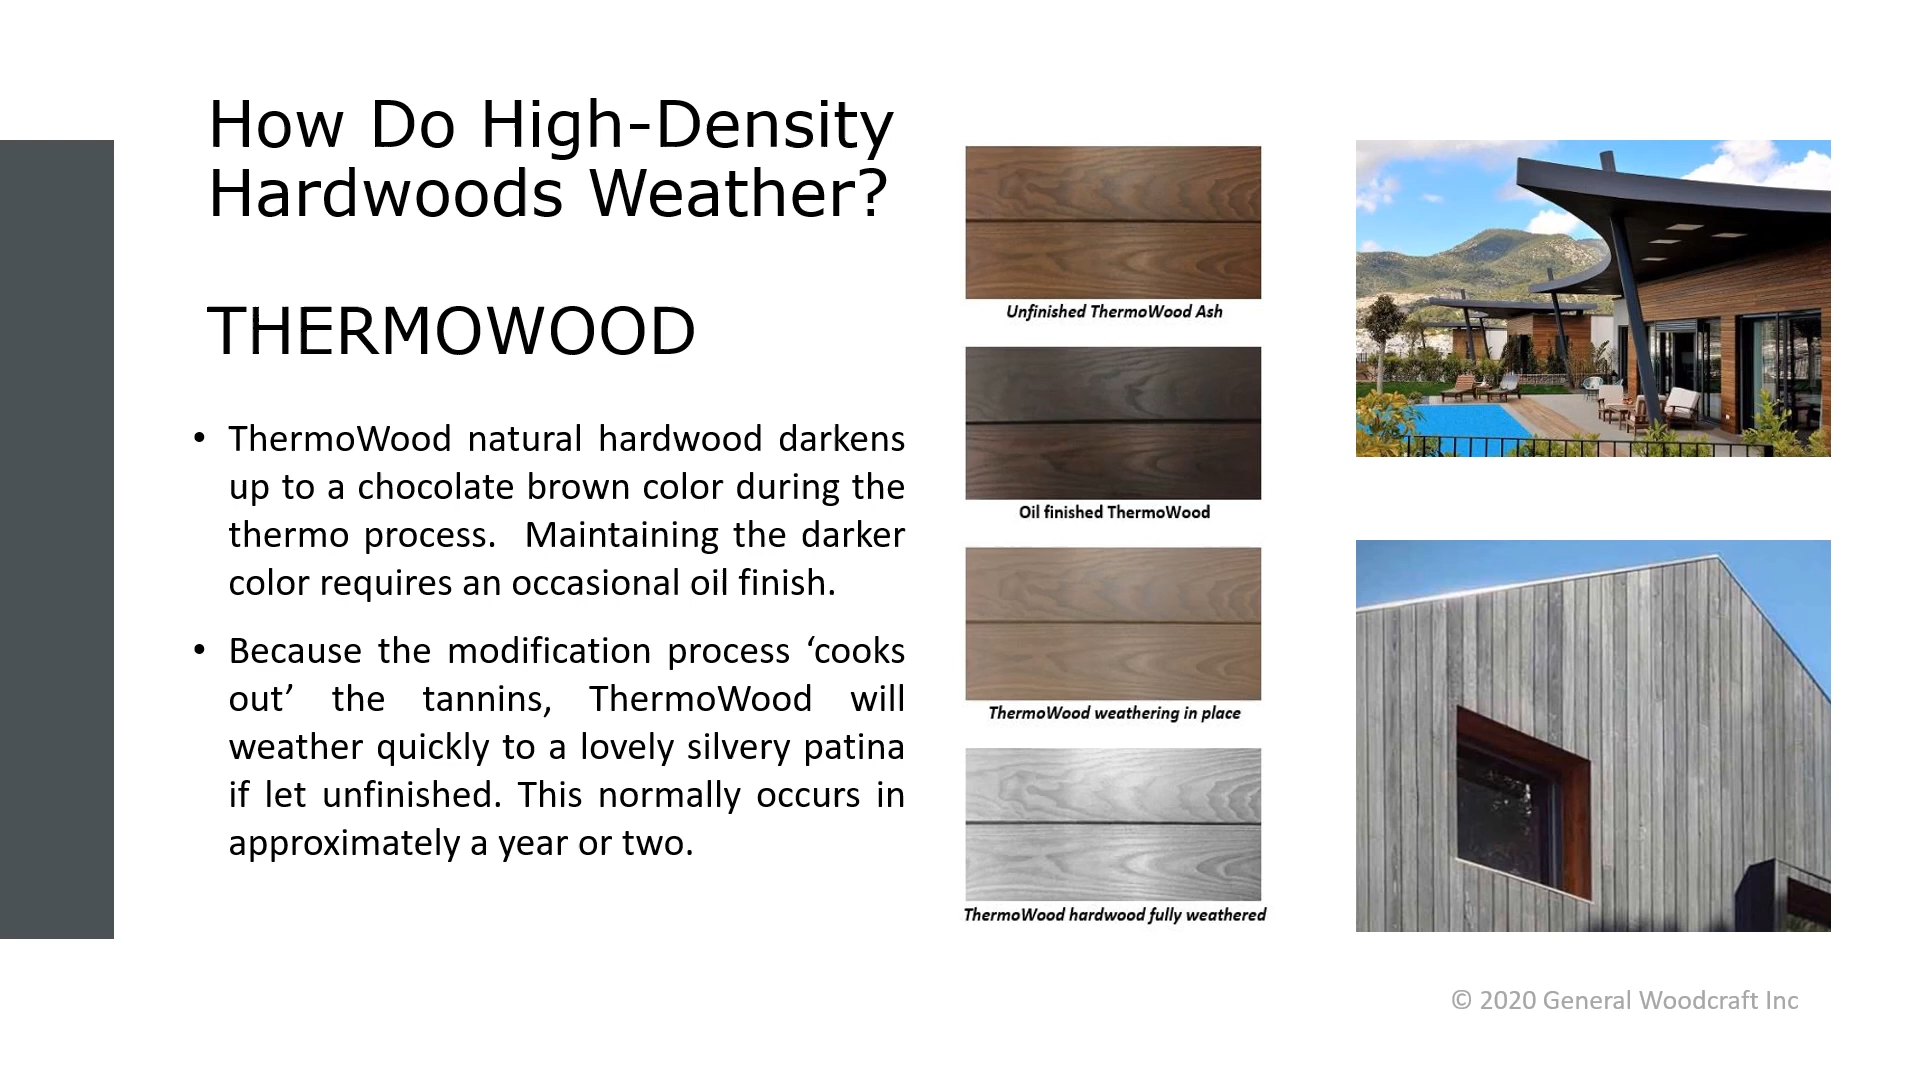 How Do High-Density
Hardwoods Weather?
THERMOWOOD
• ThermoWood natural hardwood darkens
up to a chocolate brown color during the
thermo process.  Maintaining the darker
color requires an occasional oil finish.
• Because the modification process ‘cooks
out’ the tannins, ThermoWood will
weather quickly to a lovely silvery patina
if let unfinished. This normally occurs in
approximately a year or two.
Unfinished ThermoWood Ash
Oil finished ThermoWood
ThermoWood weathering in place
ThermoWood hardwood fully weathered
© 2020 General Woodcraft Inc